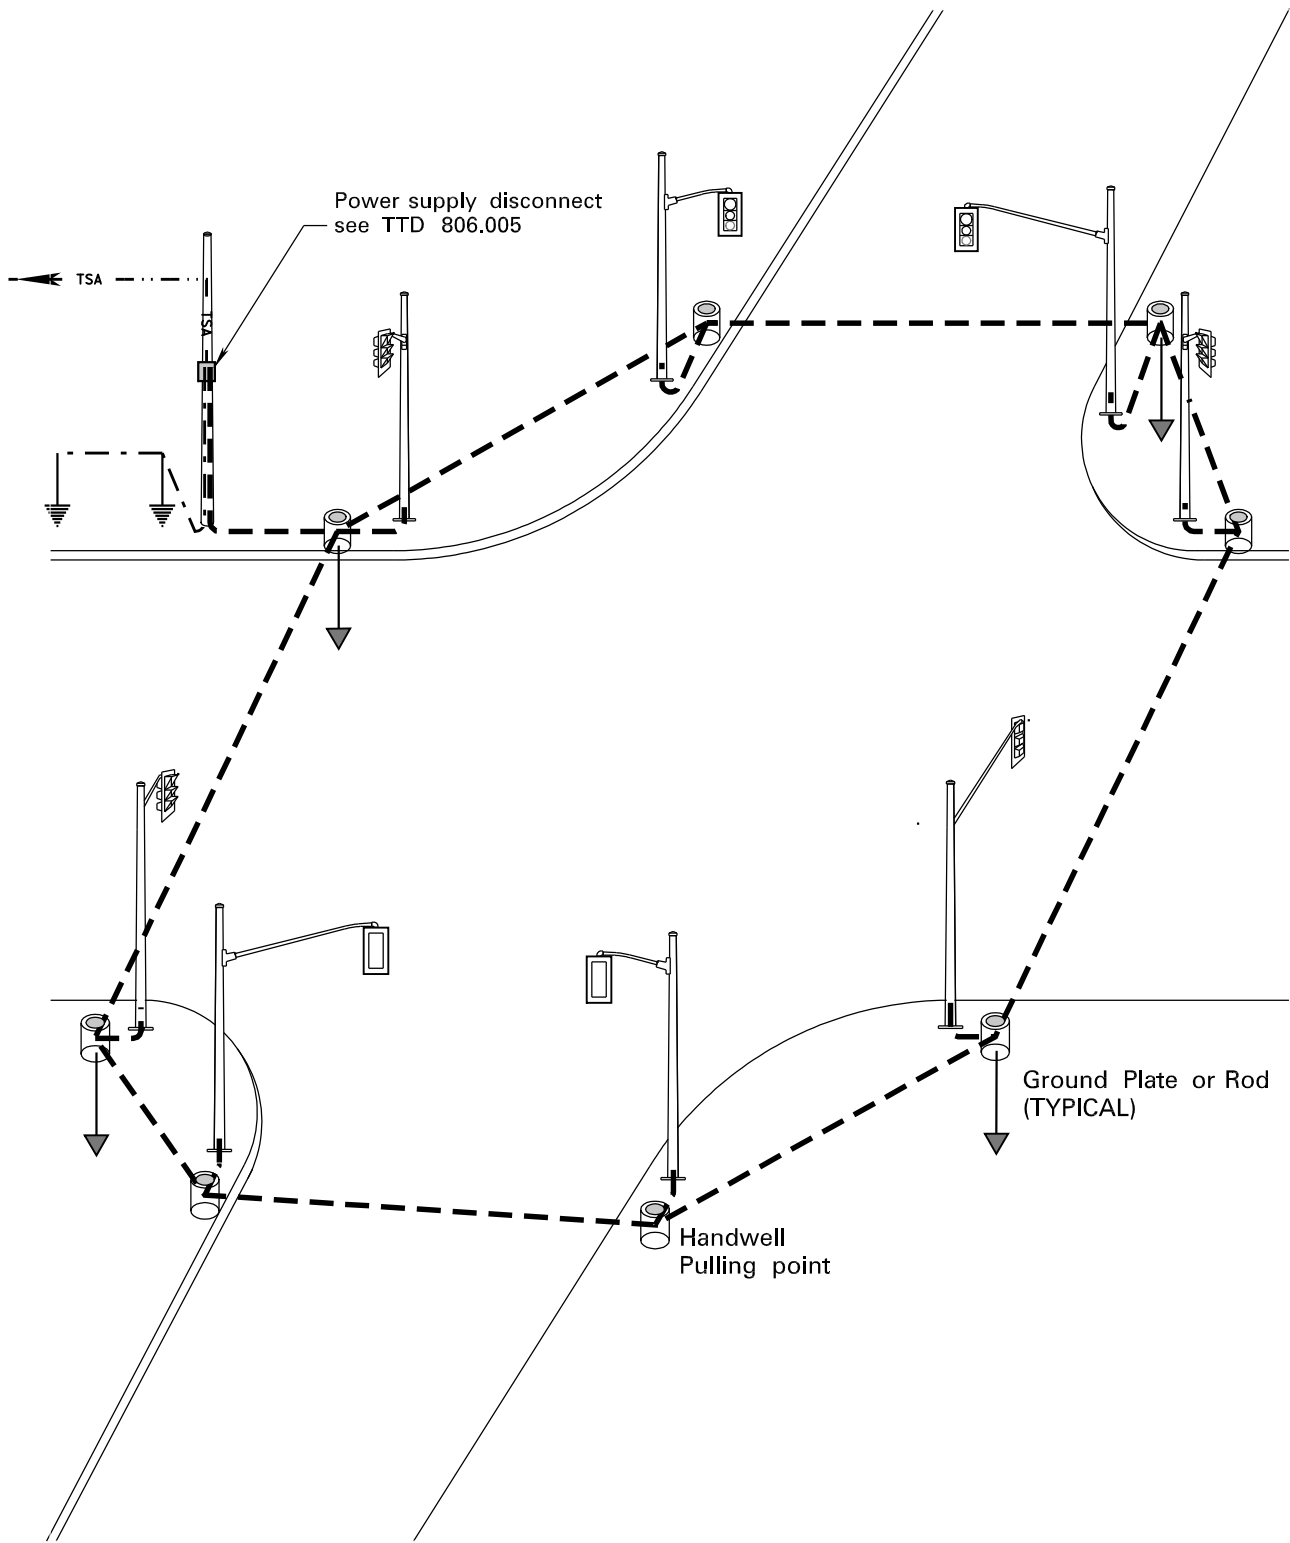 Power supply disconnect
see TTD 806.005
TSA
TSA
Ground Plate or Rod
(TYPICAL)
Handwell
Pulling point